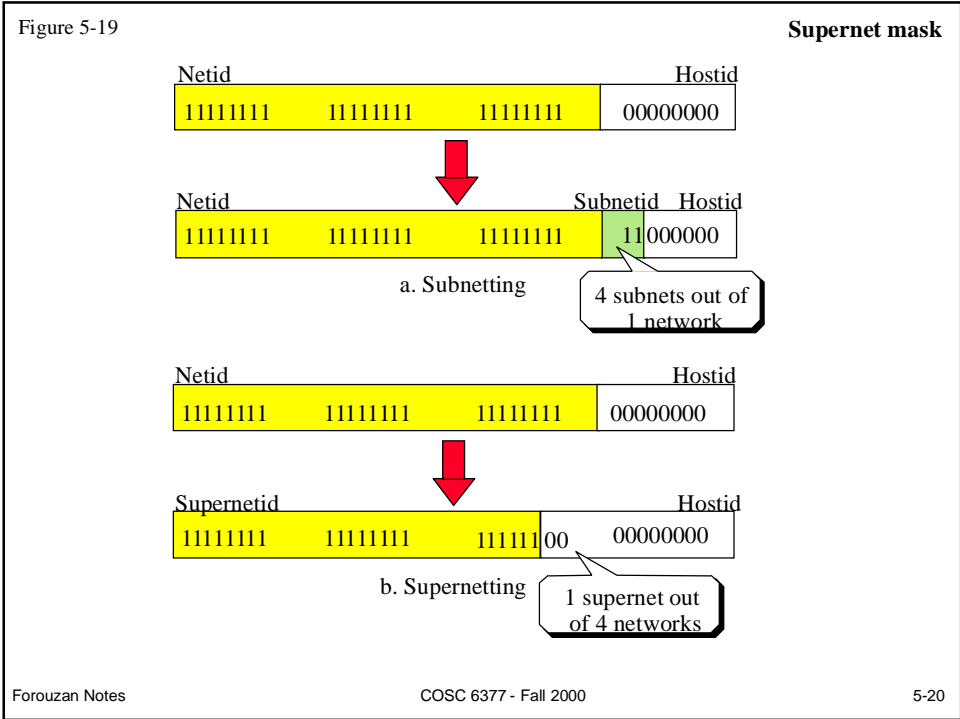 Figure 5-19 Supernet mask
Netid Hostid
11111111 11111111 11111111 00000000
Netid Subnetid Hostid
11111111 11111111 11111111 11000000
a. Subnetting
4 subnets out of
1 network
Netid Hostid
11111111 11111111 11111111 00000000
Supernetid Hostid
11111111 11111111 11111100 00000000
b. Supernetting
1 supernet out
of 4 networks
Forouzan Notes COSC 6377 - Fall 2000 5-20